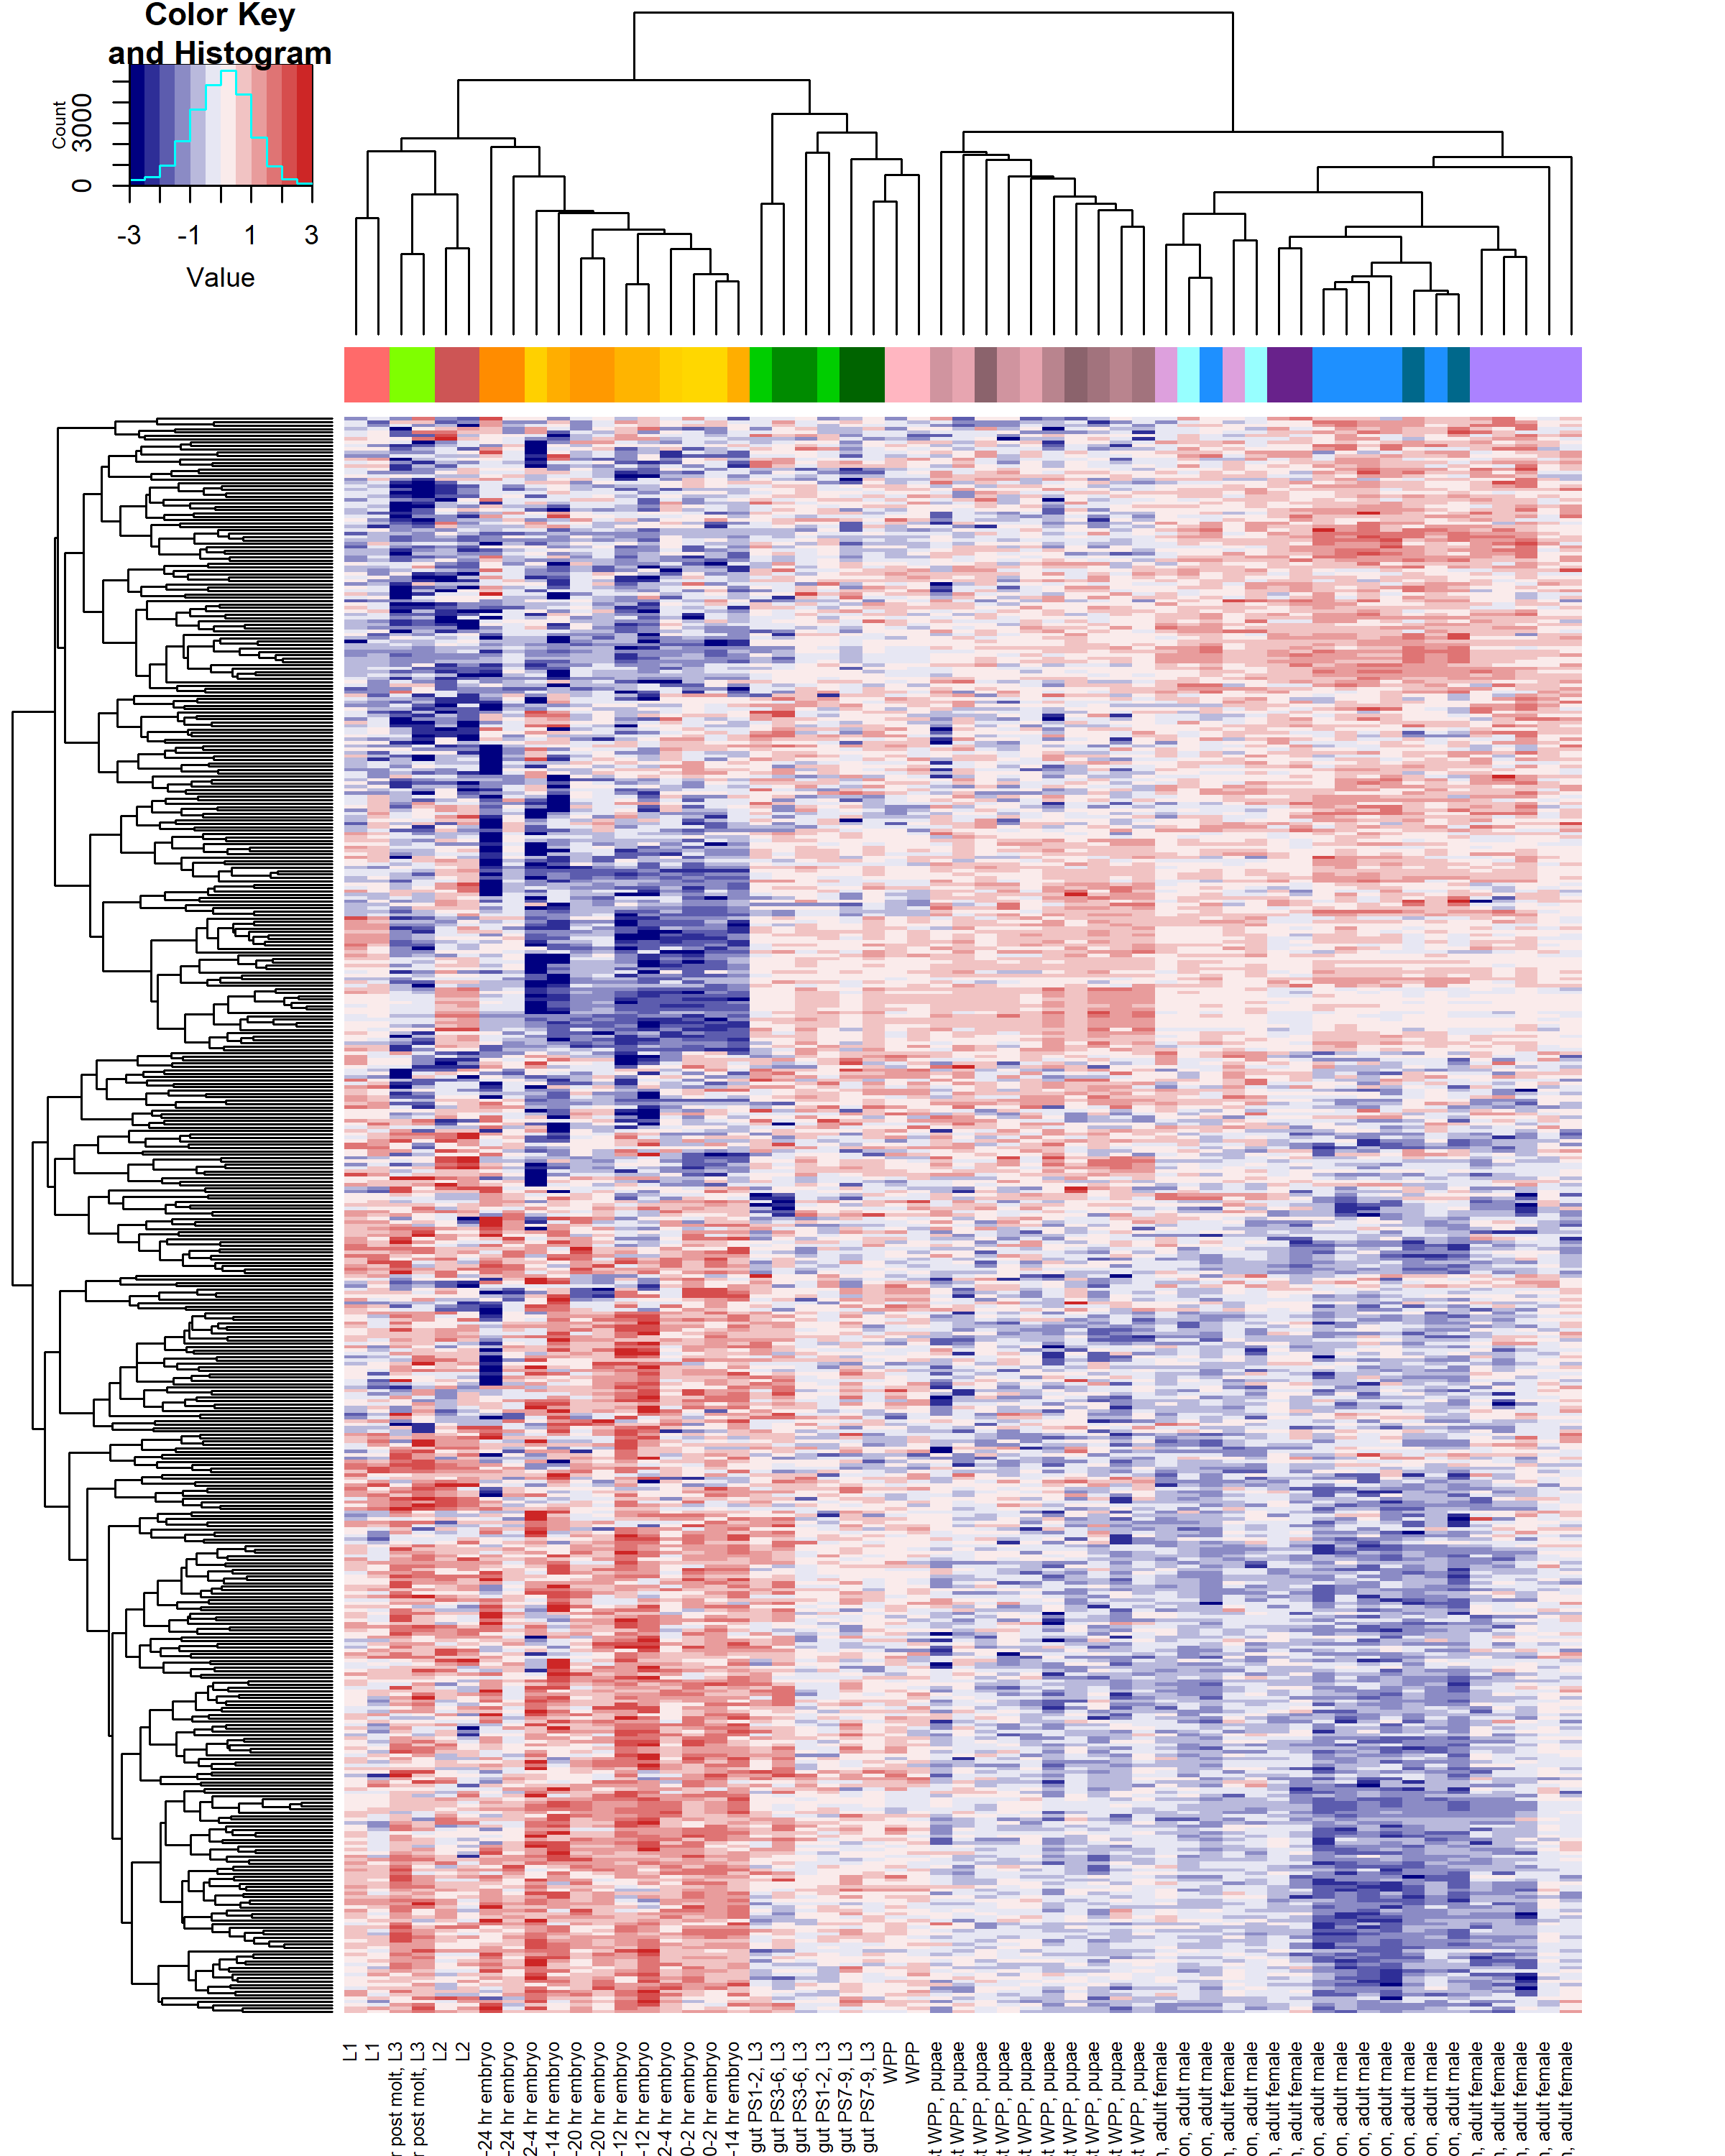 Color Key
and Histogram
Count
0 3000
-3 -1 1 3
Value
L1
L1
r post molt, L3
r post molt, L3
L2
L2
-24 hr embryo
-24 hr embryo
2-4 hr embryo
-14 hr embryo
-20 hr embryo
-20 hr embryo
-12 hr embryo
-12 hr embryo
2-4 hr embryo
0-2 hr embryo
0-2 hr embryo
-14 hr embryo
gut PS1-2, L3
gut PS3-6, L3
gut PS3-6, L3
gut PS1-2, L3
gut PS7-9, L3
gut PS7-9, L3
WPP
WPP
t WPP, pupae
t WPP, pupae
t WPP, pupae
t WPP, pupae
t WPP, pupae
t WPP, pupae
t WPP, pupae
t WPP, pupae
t WPP, pupae
t WPP, pupae
n, adult female
on, adult male
on, adult male
n, adult female
on, adult male
n, adult female
n, adult female
on, adult male
on, adult male
on, adult male
on, adult male
on, adult male
on, adult male
on, adult male
n, adult female
n, adult female
n, adult female
n, adult female
n, adult female